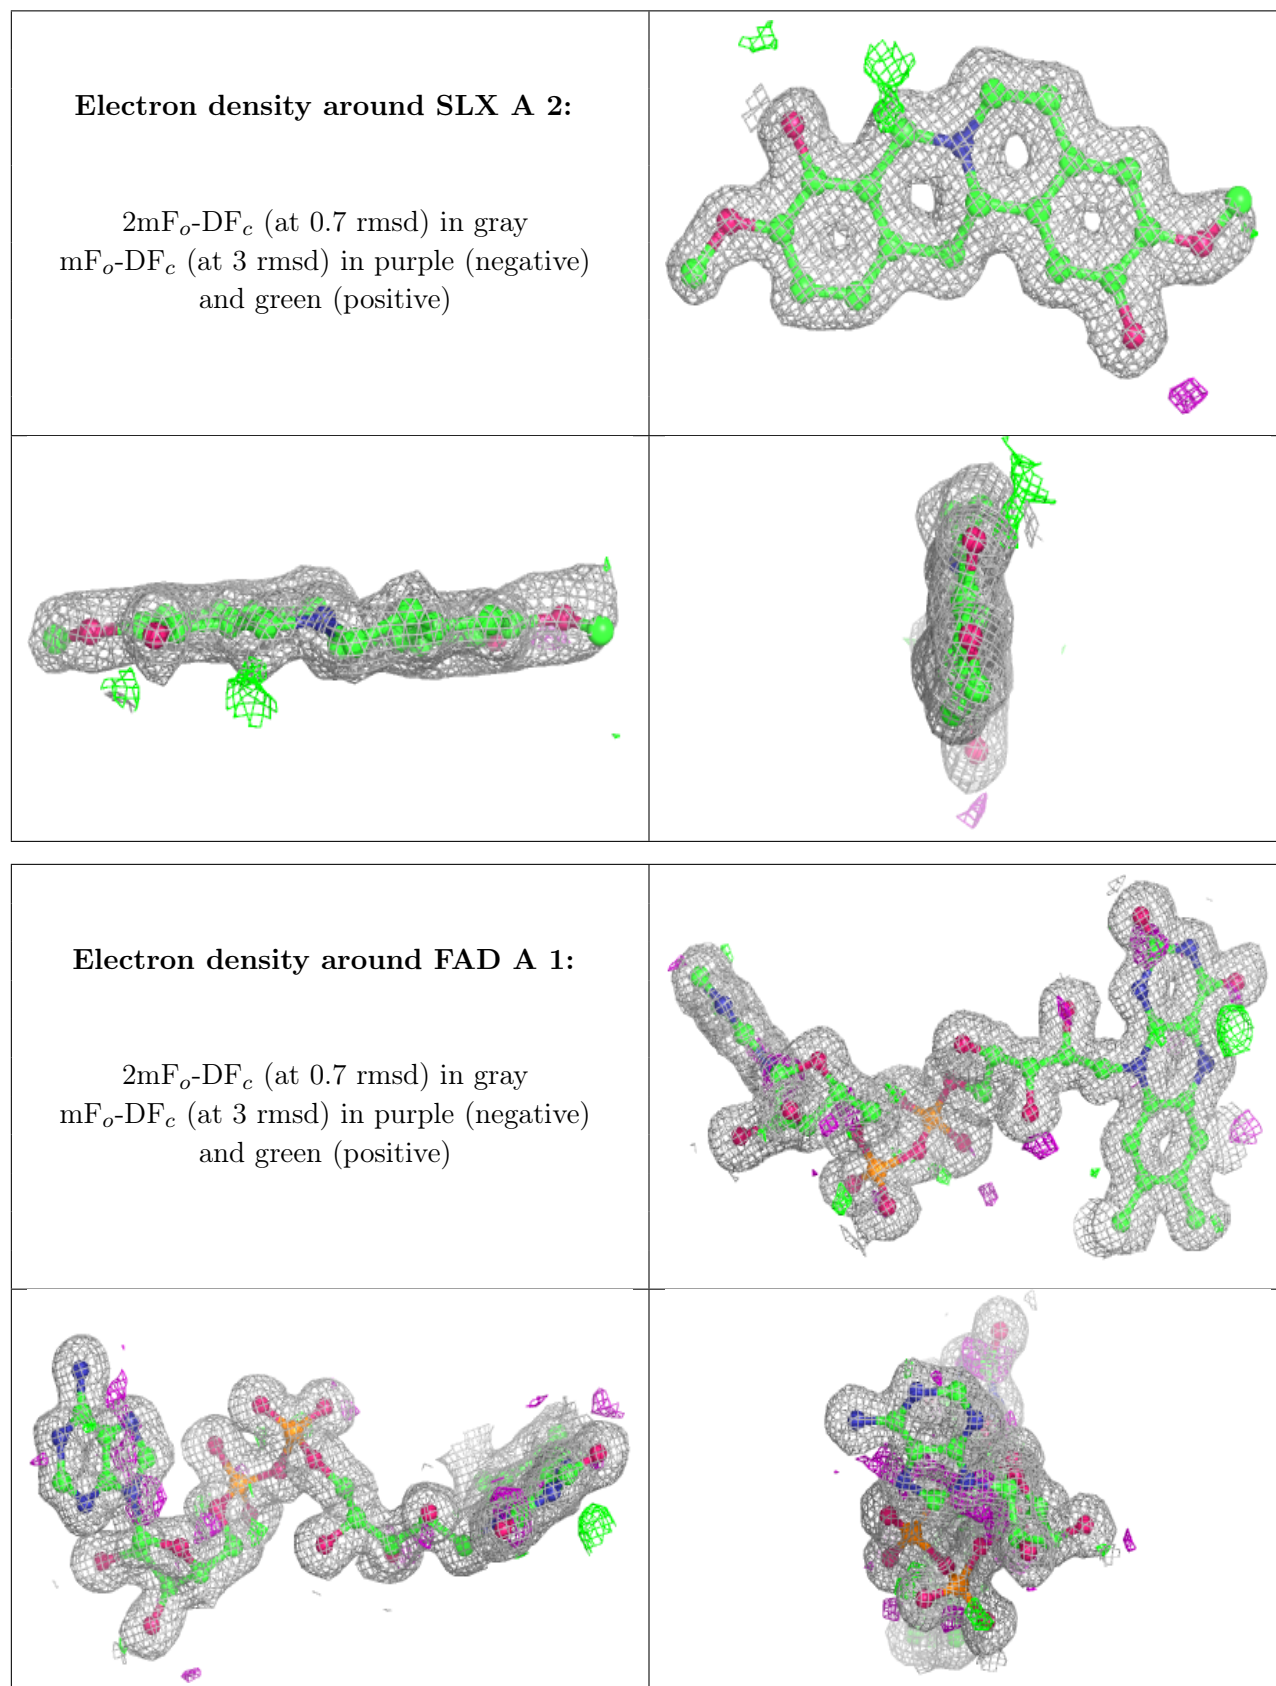 Electron density around SLX A 2:
2mFₒ-DF𝒸 (at 0.7 rmsd) in gray
mFₒ-DF𝒸 (at 3 rmsd) in purple (negative)
and green (positive)
Electron density around FAD A 1:
2mFₒ-DF𝒸 (at 0.7 rmsd) in gray
mFₒ-DF𝒸 (at 3 rmsd) in purple (negative)
and green (positive)